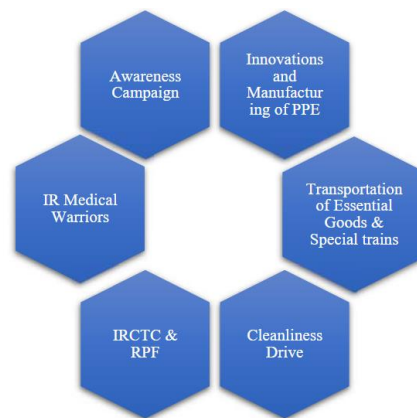 Awareness
Campaign
Innovations
and
Manufactur
ing of PPE
IR Medical
Warriors
Transportation
of Essential
Goods &
Special trains
IRCTC &
RPF
Cleanliness
Drive